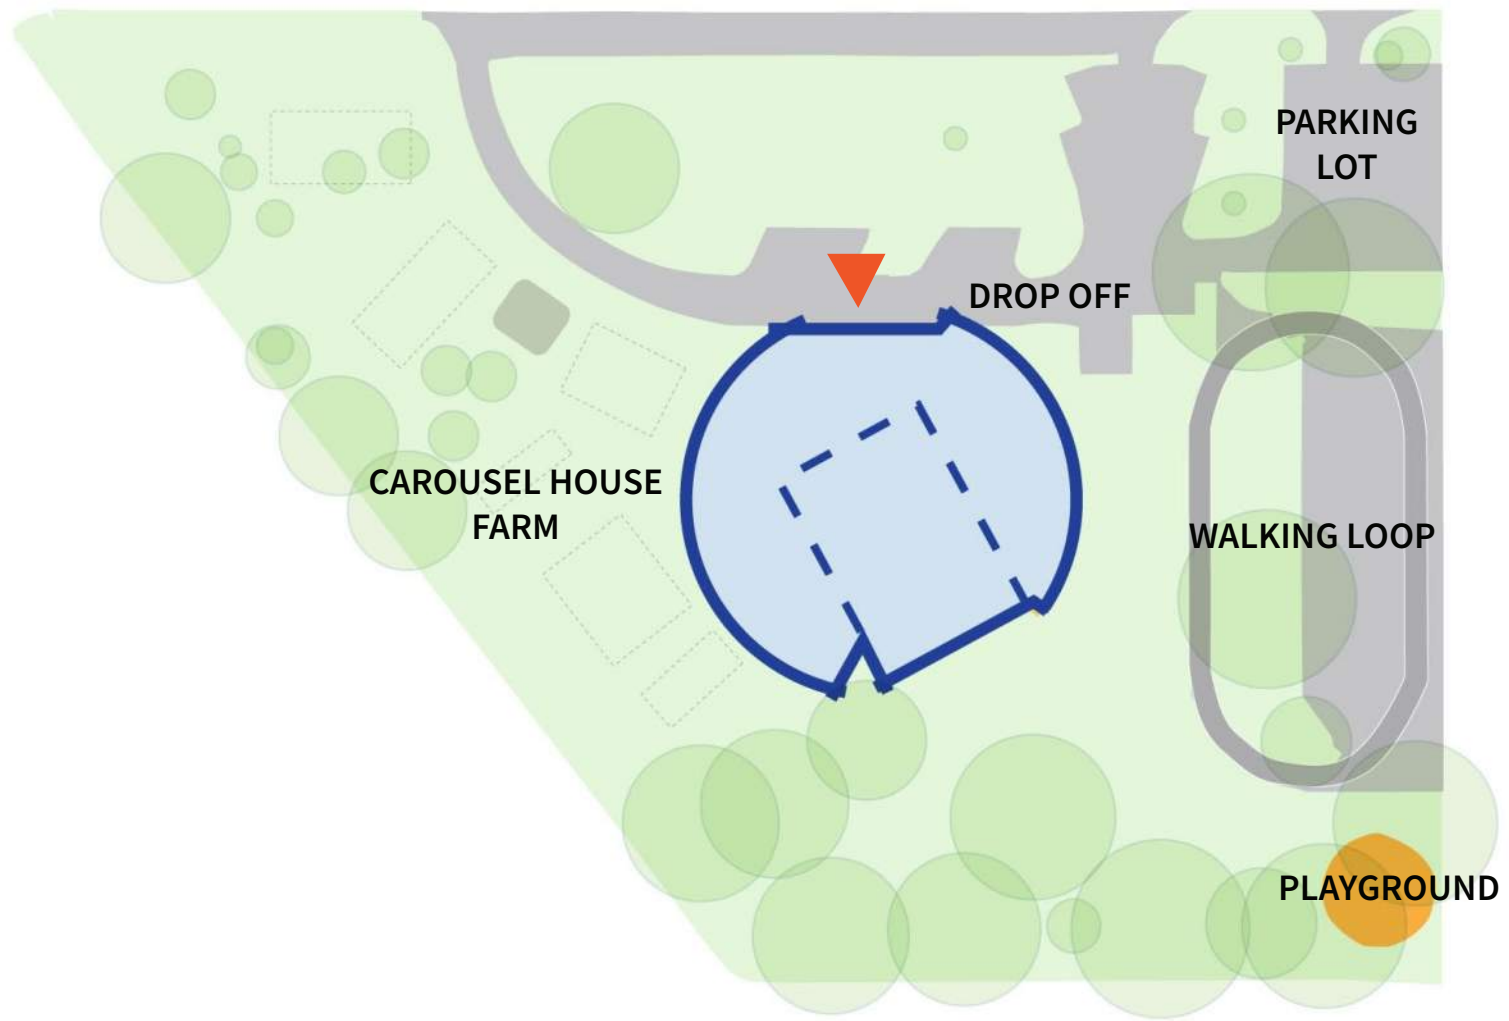 PARKING
LOT
DROP OFF
CAROUSEL HOUSE
FARM
WALKING LOOP
PLAYGROUND